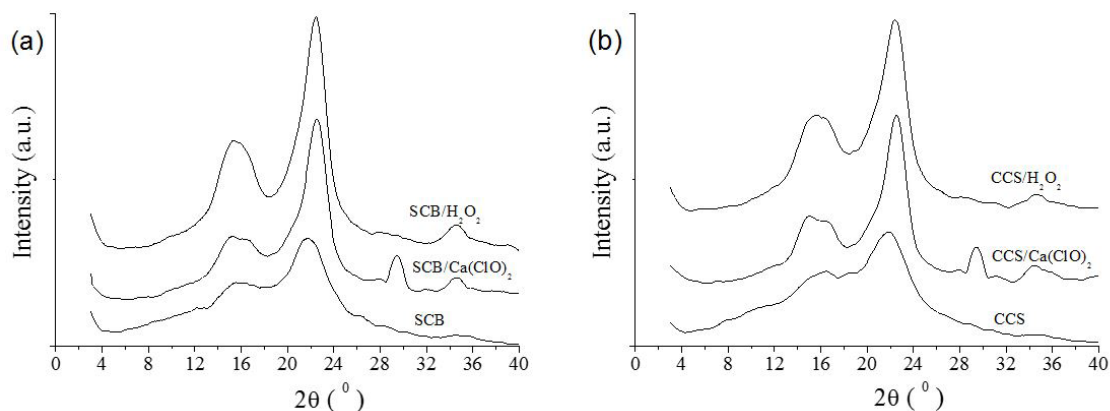 (a)
Intensity (a.u.)
SCB/H₂O₂
SCB/Ca(ClO)₂
SCB
0 4 8 12 16 20 24 28 32 36 40
2θ ( ⁰ )
(b)
Intensity (a.u.)
CCS/H₂O₂
CCS/Ca(ClO)₂
CCS
0 4 8 12 16 20 24 28 32 36 40
2θ ( ⁰ )